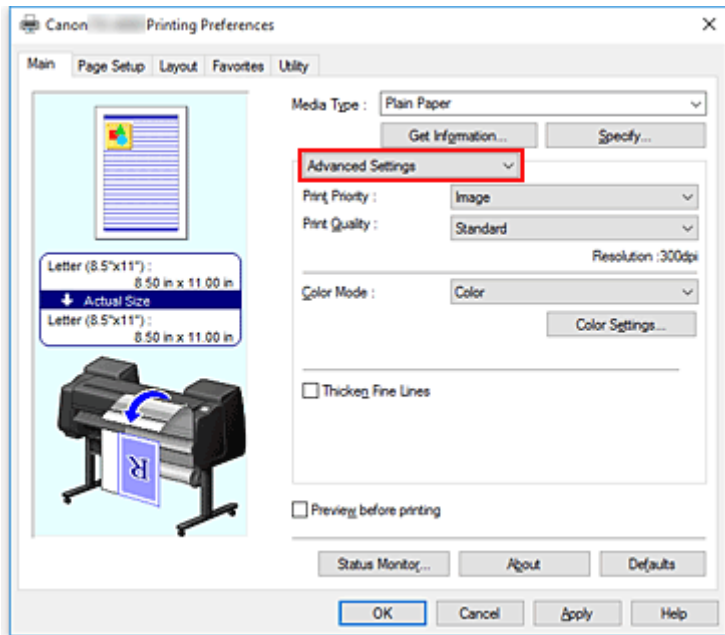 Canon Printing Preferences
Main Page Setup Layout Favorites Utility
Media Type : Plain Paper
Get Information... Specify...
Advanced Settings
Print Priority : Image
Print Quality : Standard
Resolution :300dpi
Color Mode : Color
Color Settings...
Thicken Fine Lines
Letter (8.5"x11") :
8.50 in x 11.00 in
Actual Size
Letter (8.5"x11") :
8.50 in x 11.00 in
R
Preview before printing
Status Monitor... About Defaults
OK Cancel Apply Help